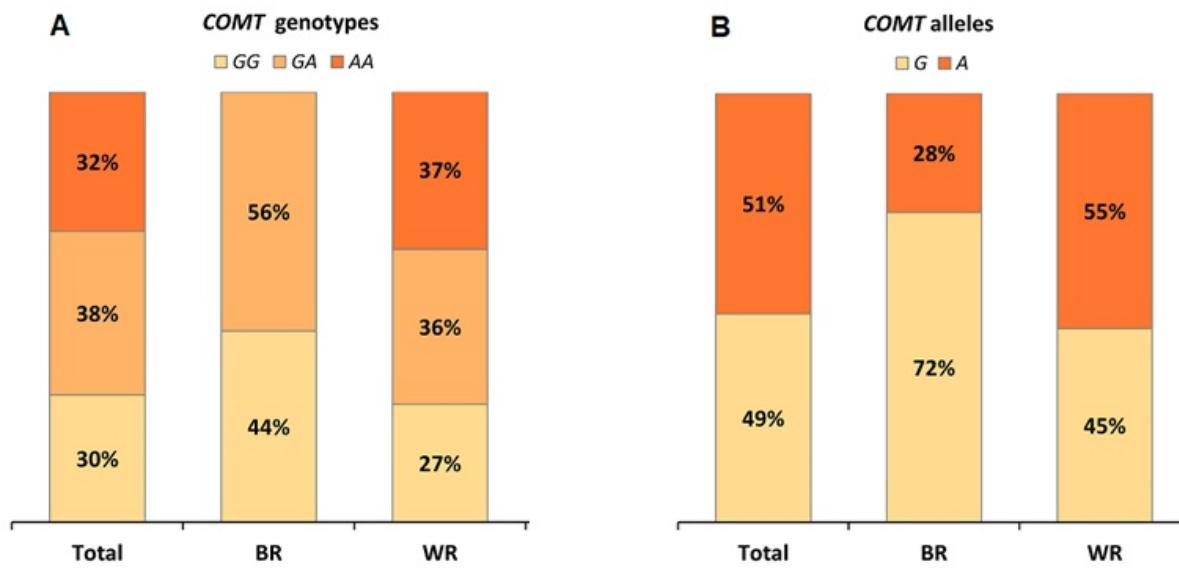 A
COMT genotypes
GG GA AA
32%
38%
30%
56%
44%
37%
36%
27%
Total BR WR
B
COMT alleles
G A
51%
49%
28%
72%
55%
45%
Total BR WR